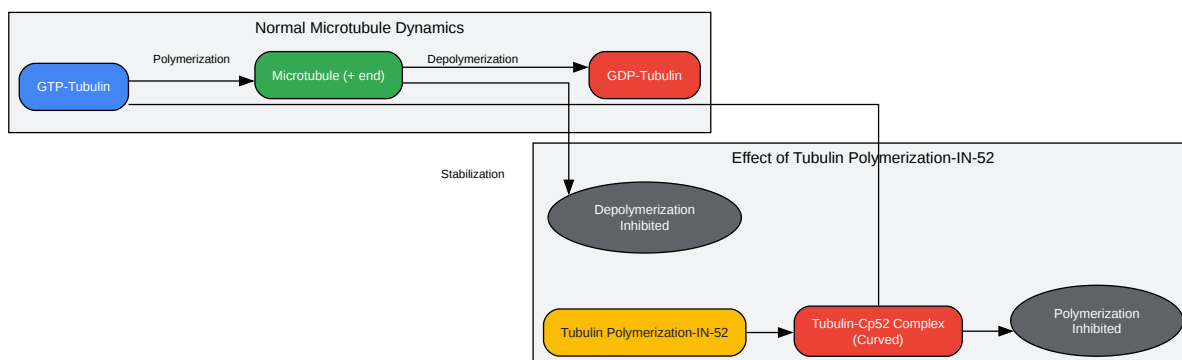 Normal Microtubule Dynamics
Polymerization
Depolymerization
GTP-Tubulin
Microtubule (+ end)
GDP-Tubulin
Effect of Tubulin Polymerization-IN-52
Stabilization
Depolymerization
Inhibited
Tubulin Polymerization-IN-52
Tubulin-Cp52 Complex
(Curved)
Polymerization
Inhibited